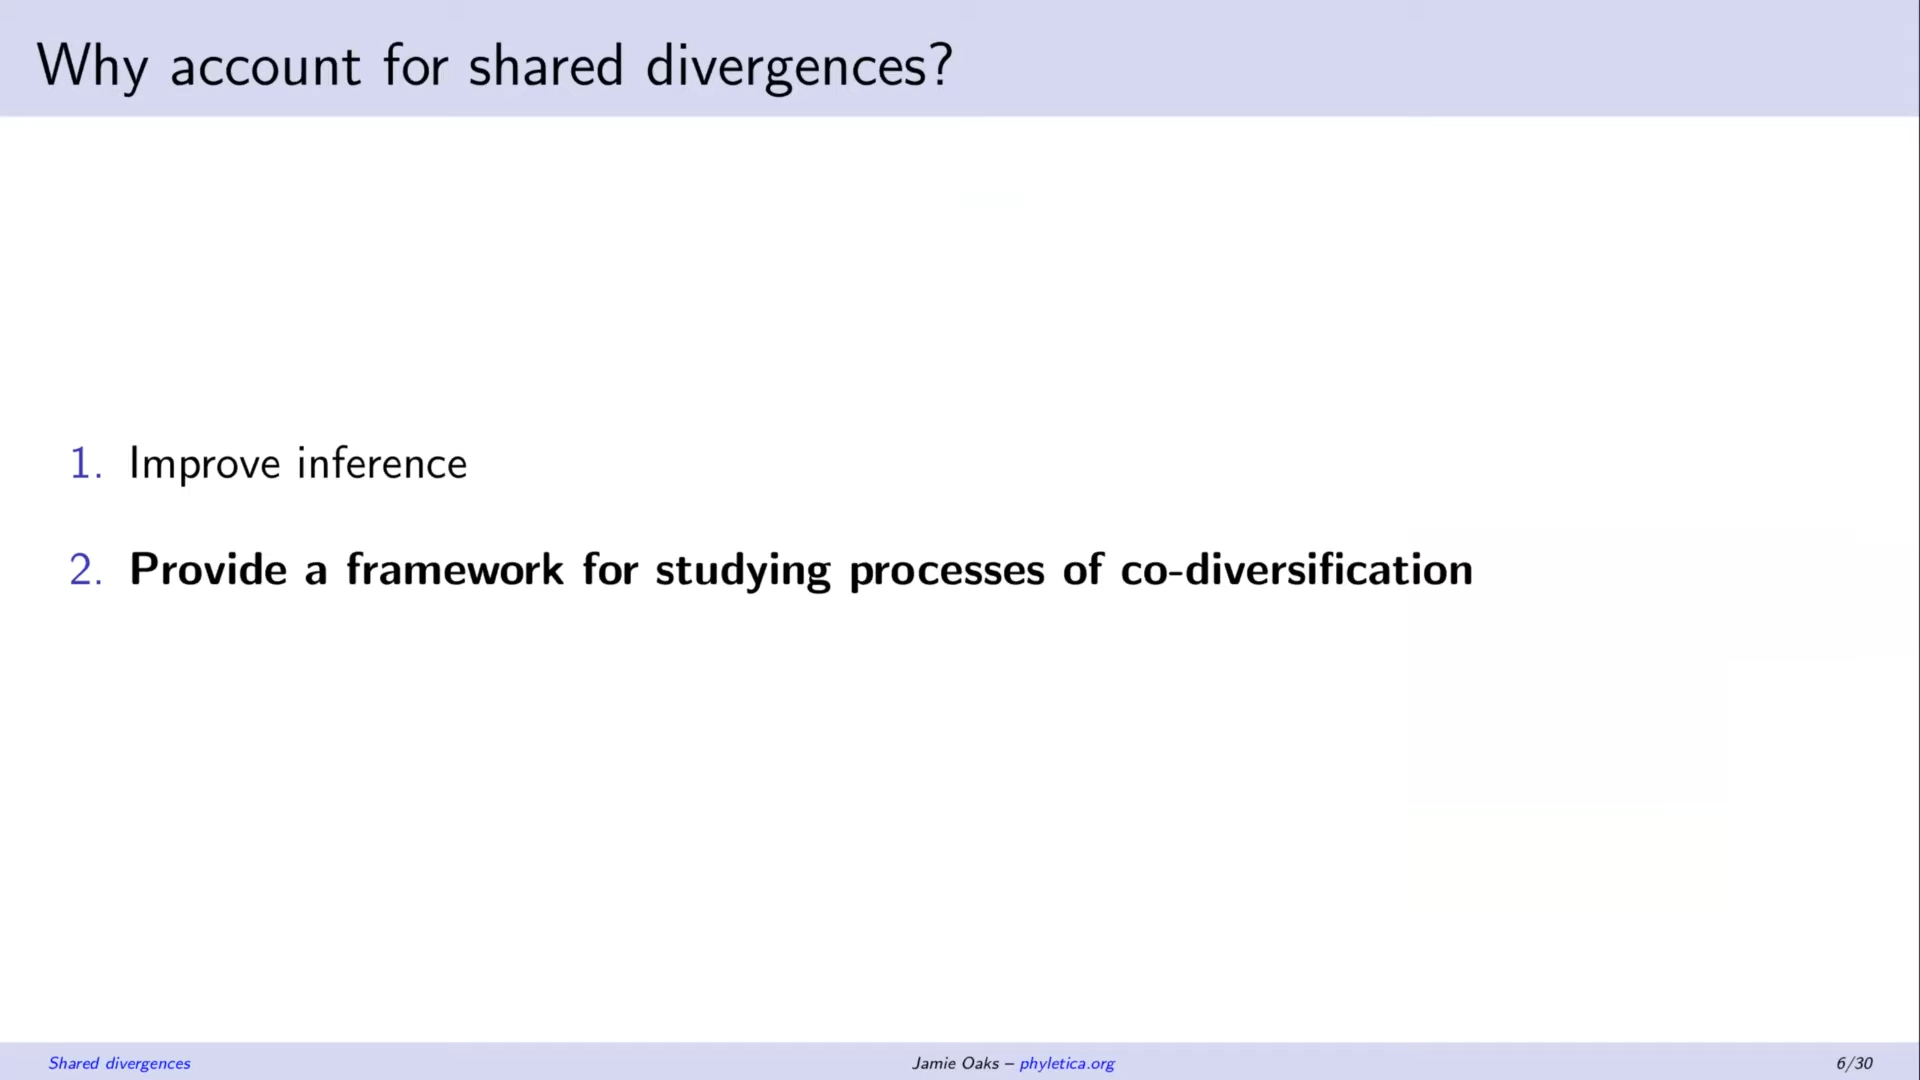 Why account for shared divergences?
1. Improve inference
2. Provide a framework for studying processes of co-diversification
Shared divergences
Jamie Oaks – phyletica.org
6/30